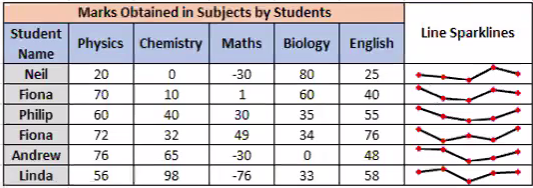 Marks Obtained in Subjects by Students
Line Sparklines
Student Name Physics Chemistry Maths Biology English
Neil 20 0 -30 80 25
Fiona 70 10 1 60 40
Philip 60 40 30 35 55
Fiona 72 32 49 34 76
Andrew 76 65 -30 0 48
Linda 56 98 -76 33 58